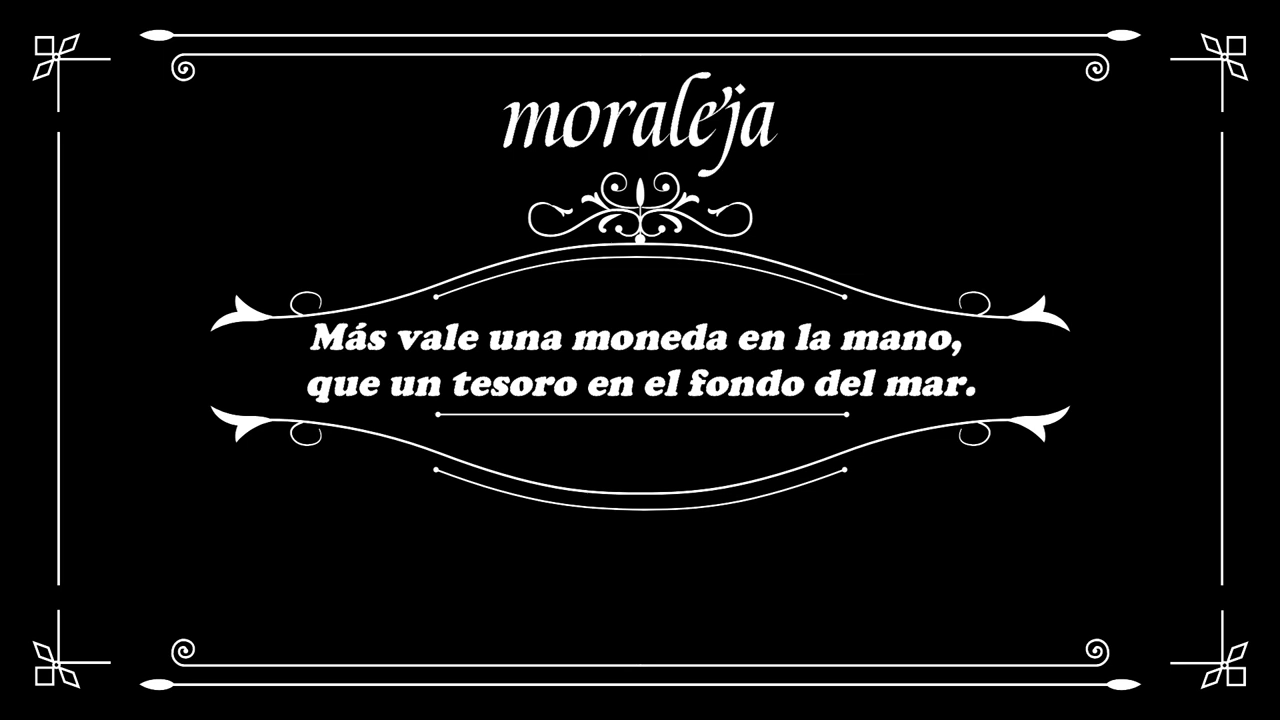 moraleja
Más vale una moneda en la mano,
que un tesoro en el fondo del mar.